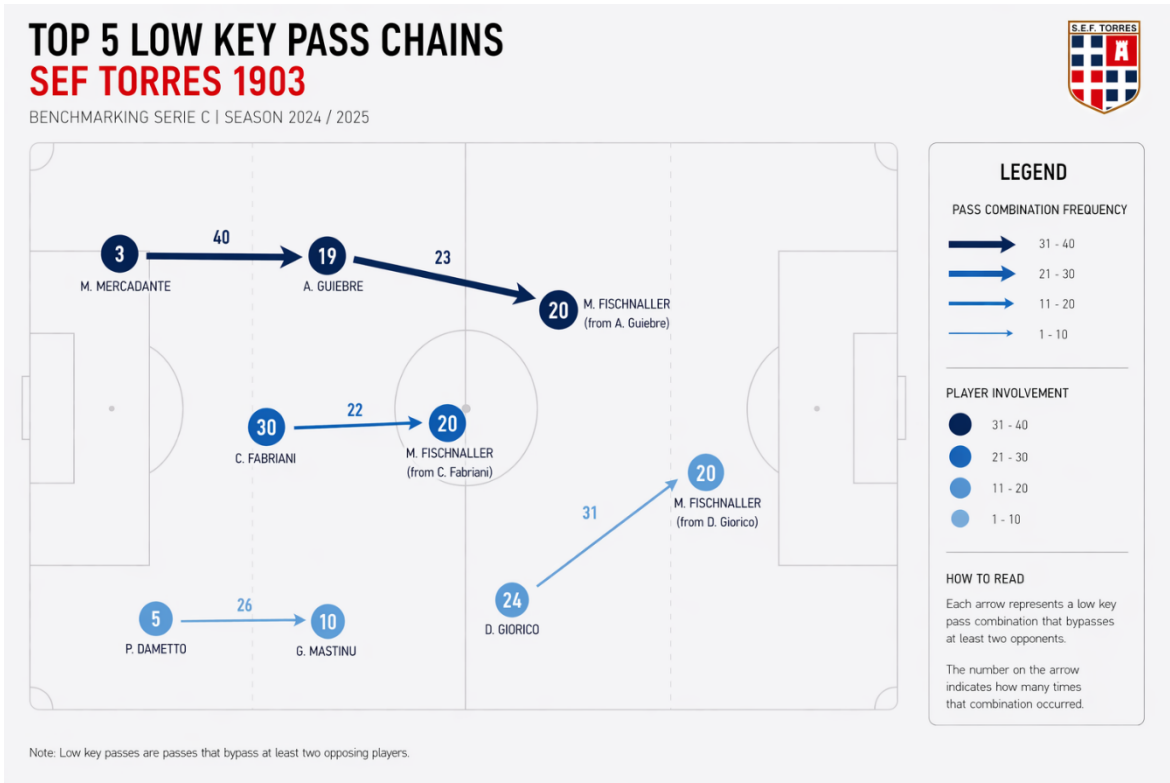 TOP 5 LOW KEY PASS CHAINS
SEF TORRES 1903
BENCHMARKING SERIE C | SEASON 2024 / 2025
S.E.F. TORRES
3
M. MERCADANTE
40
19
A. GUIEBRE
23
20
M. FISCHNALLER
(from A. Guiebre)
30
C. FABRIANI
22
20
M. FISCHNALLER
(from C. Fabriani)
5
P. DAMETTO
26
10
G. MASTINU
24
D. GIORICO
31
20
M. FISCHNALLER
(from D. Giorico)
LEGEND
PASS COMBINATION FREQUENCY
31 - 40
21 - 30
11 - 20
1 - 10
PLAYER INVOLVEMENT
31 - 40
21 - 30
11 - 20
1 - 10
HOW TO READ
Each arrow represents a low key
pass combination that bypasses
at least two opponents.
The number on the arrow
indicates how many times
that combination occurred.
Note: Low key passes are passes that bypass at least two opposing players.